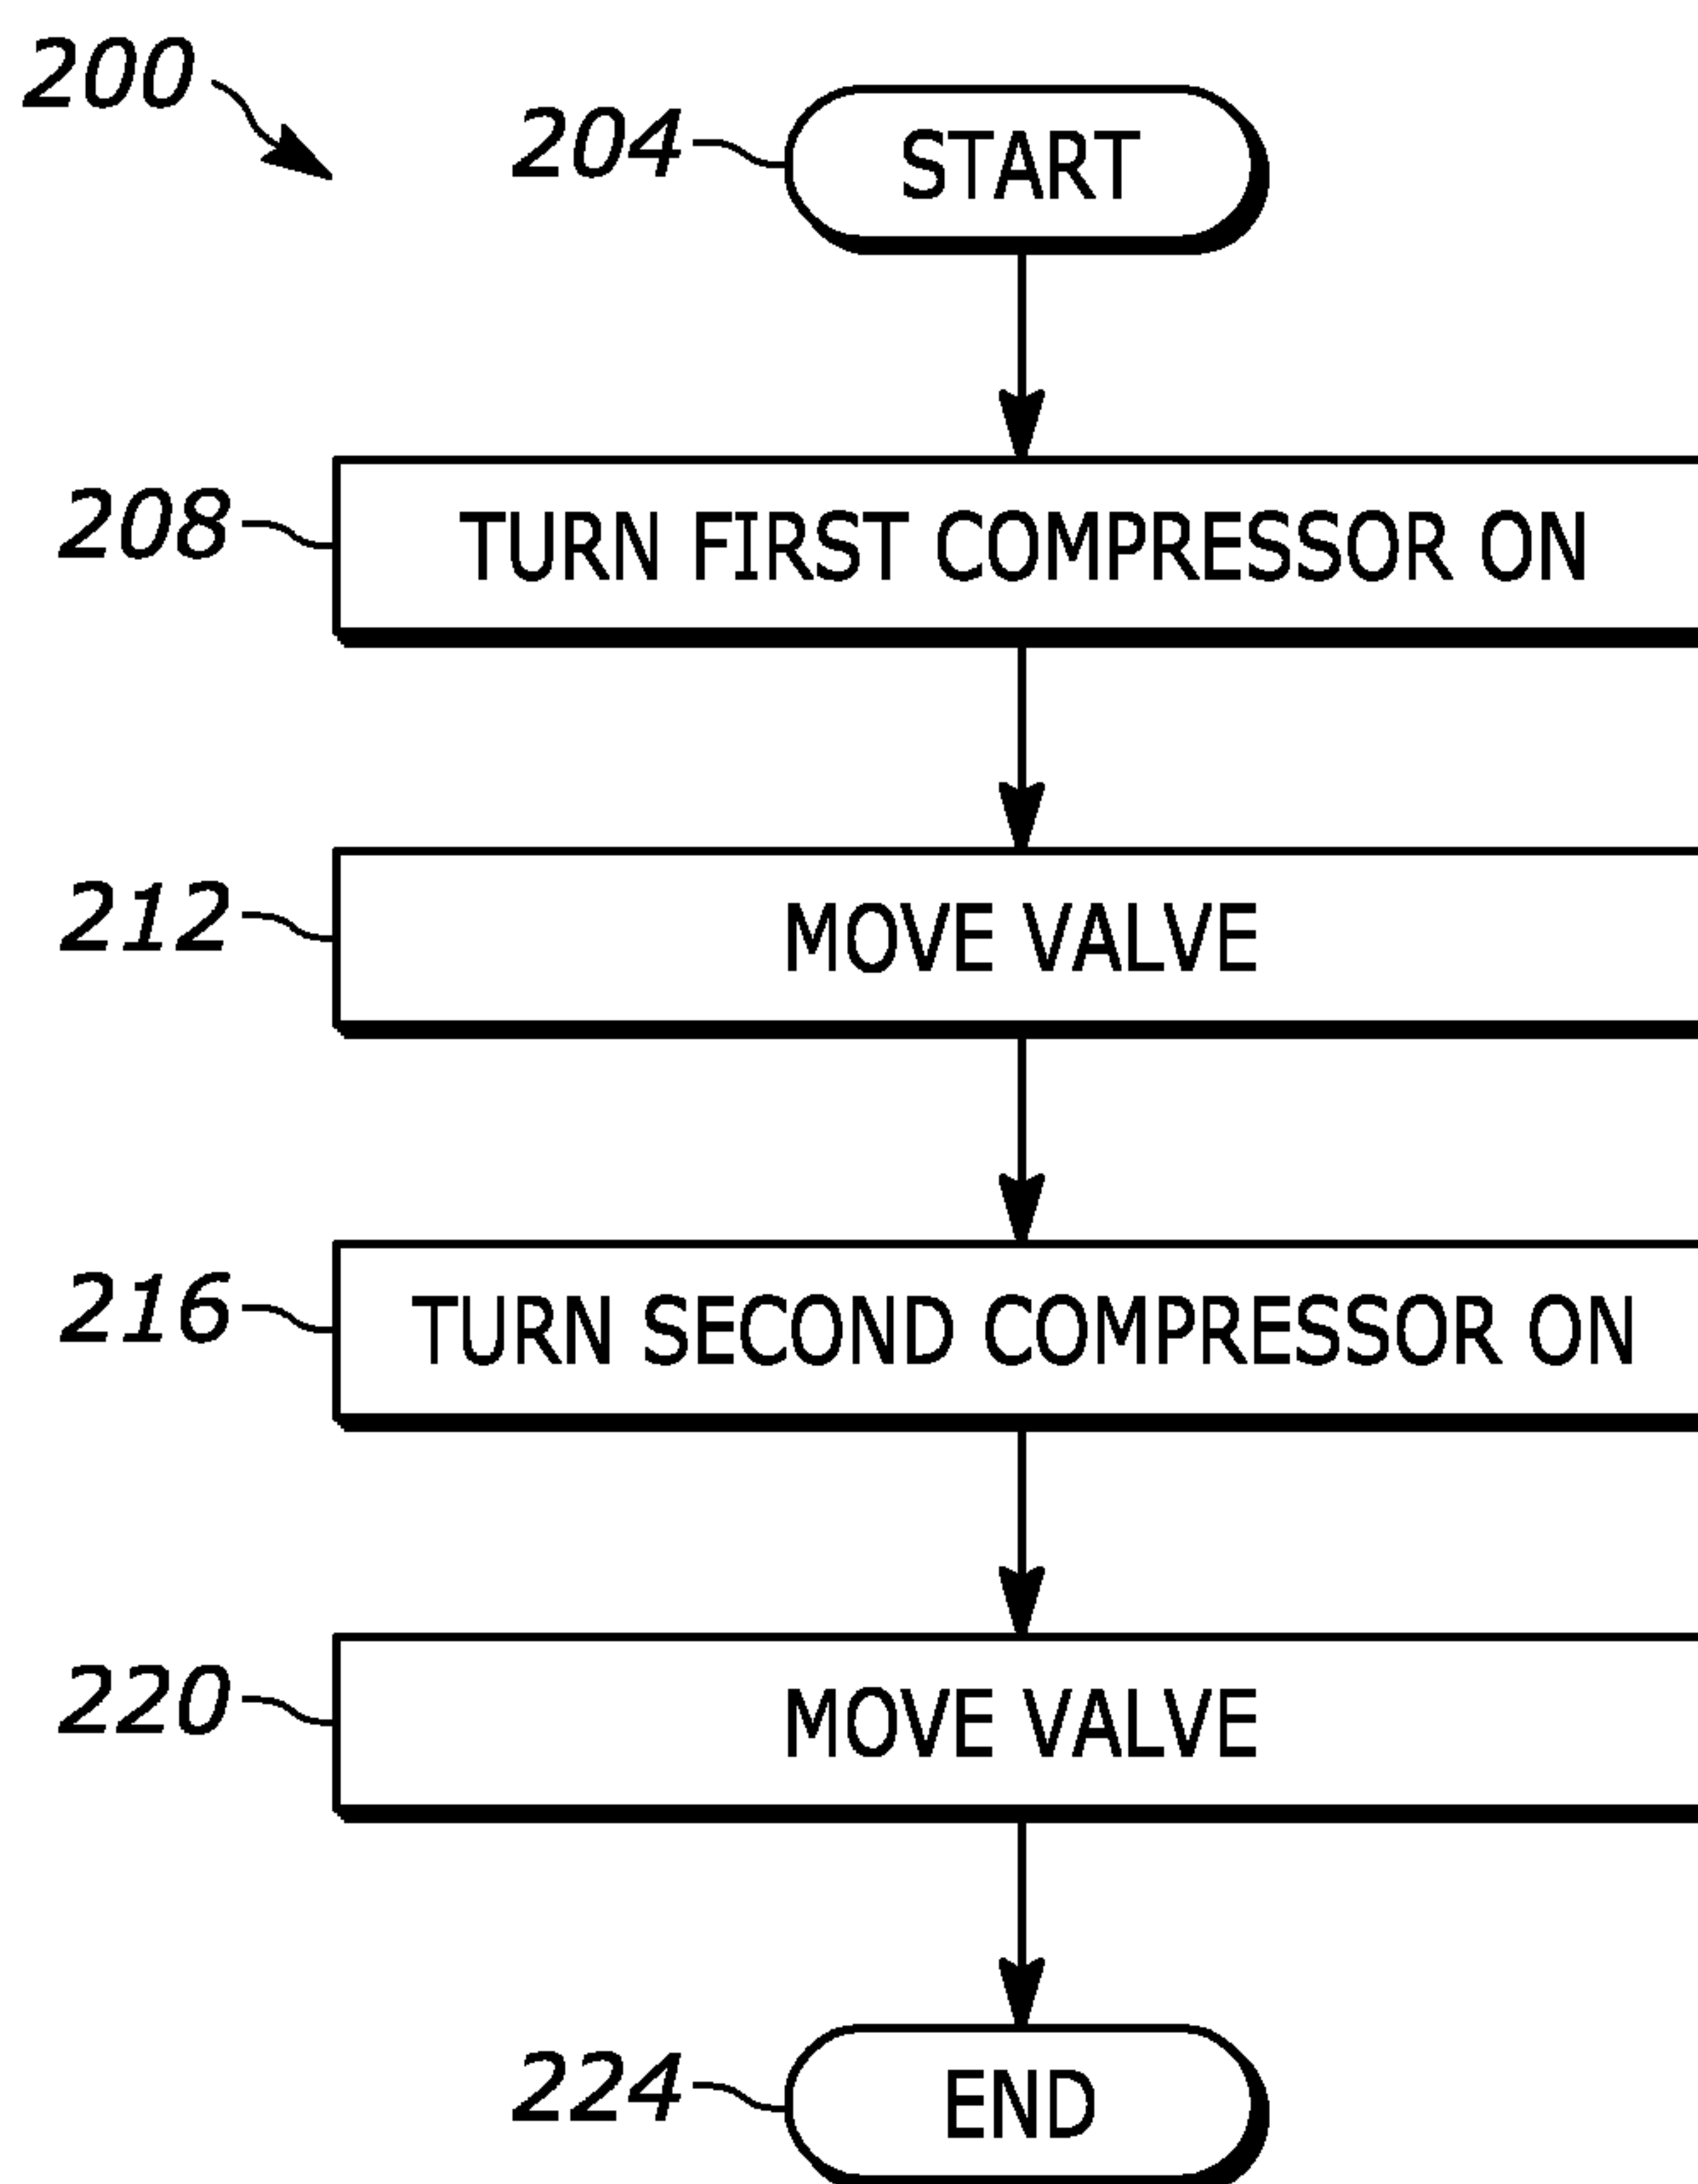 200
204
START
208
TURN FIRST COMPRESSOR ON
212
MOVE VALVE
216
TURN SECOND COMPRESSOR ON
220
MOVE VALVE
224
END